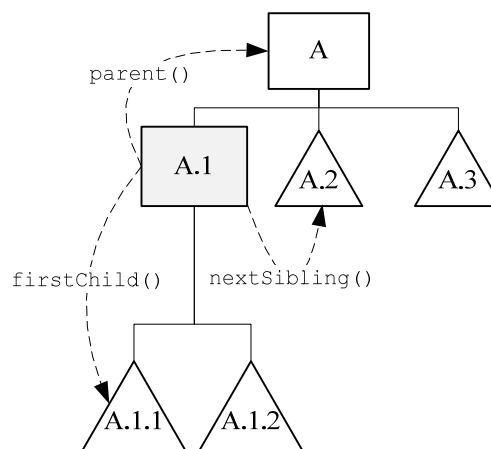 A
parent()
A.1
A.2
A.3
firstChild()
nextSibling()
A.1.1
A.1.2